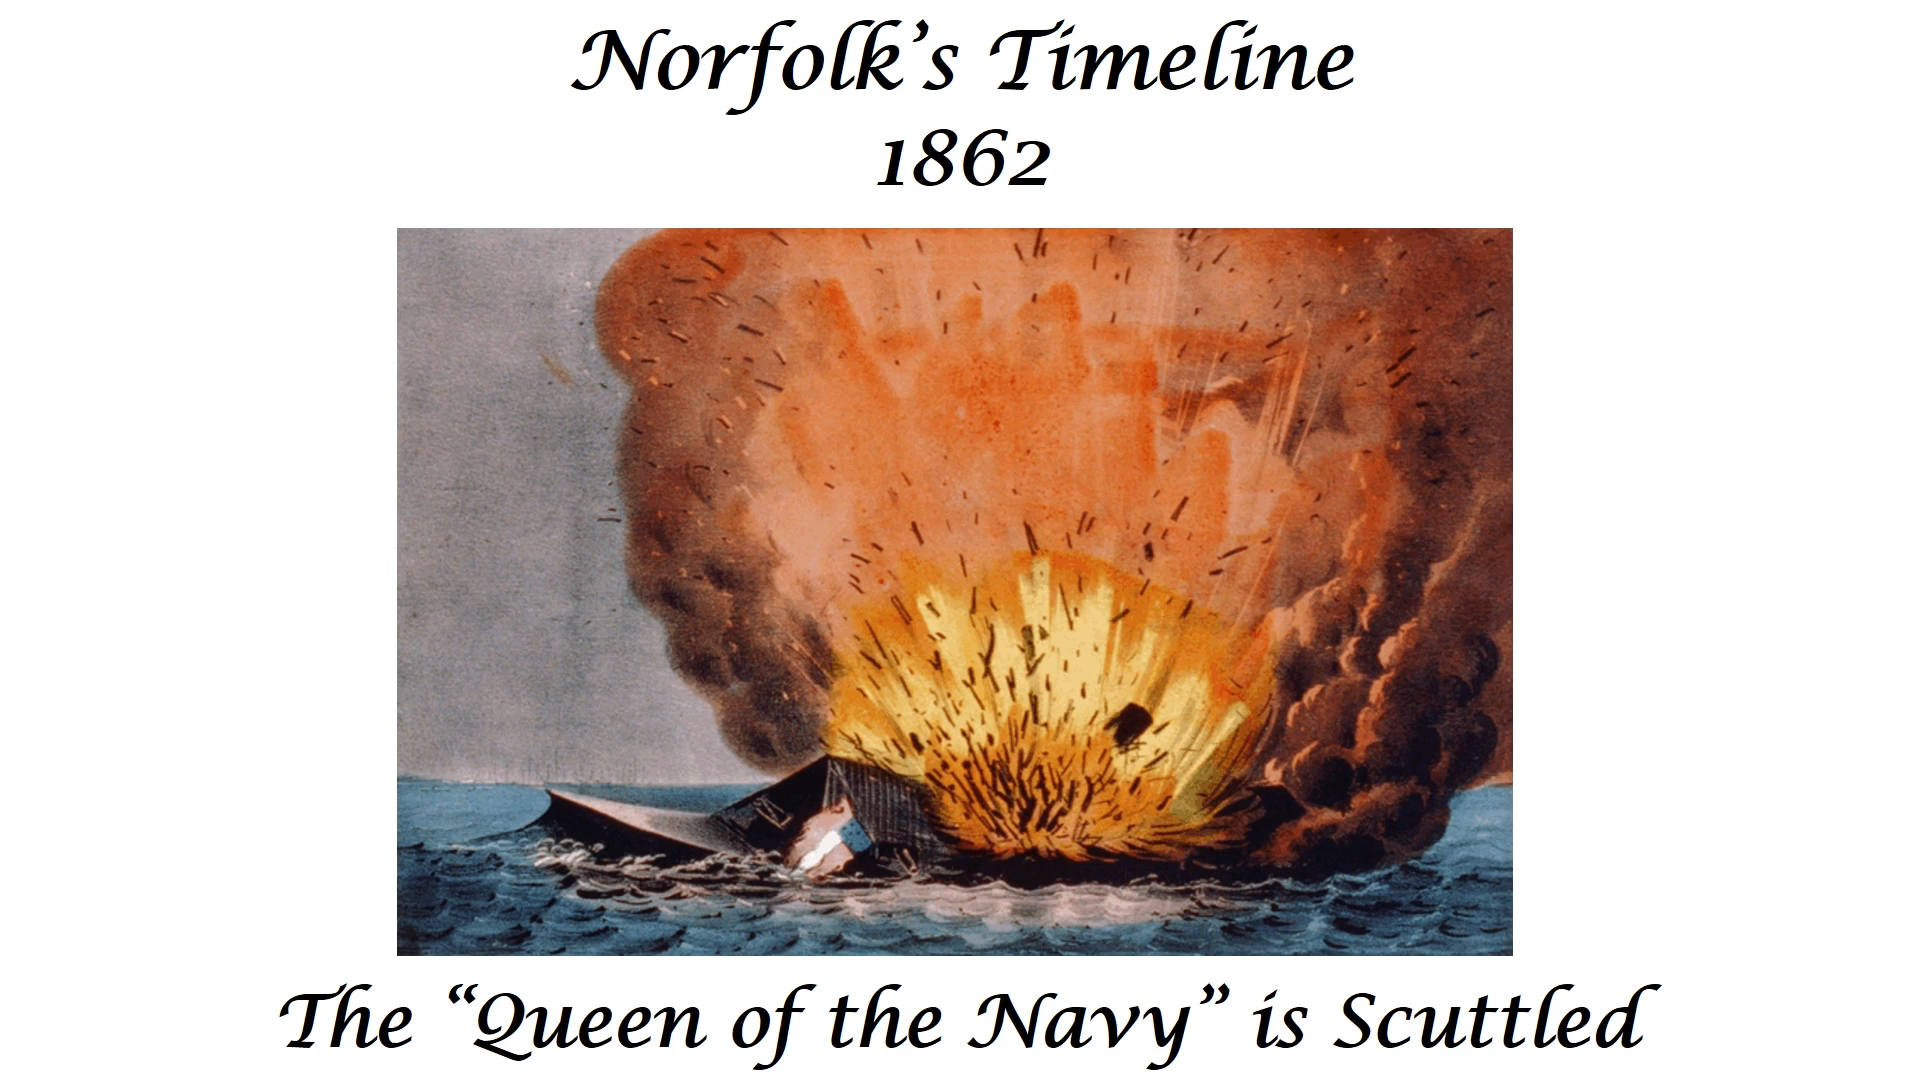 Norfolk’s Timeline
1862
The “Queen of the Navy” is Scuttled